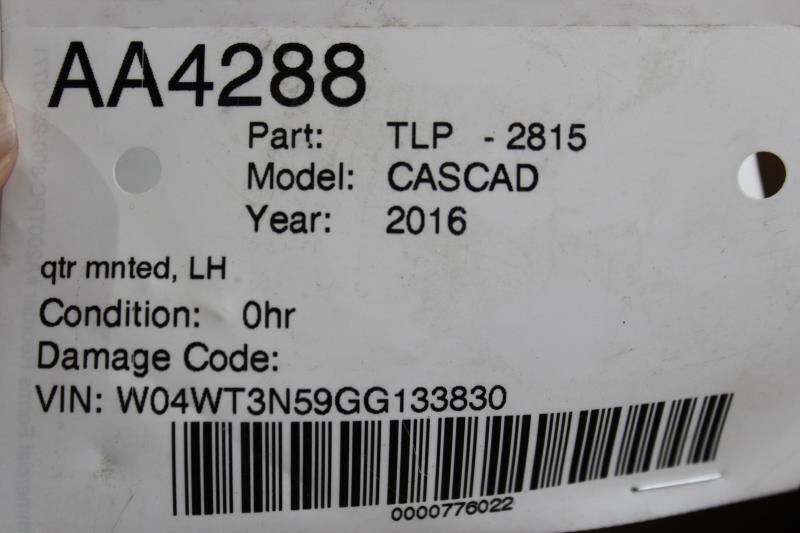 AA4288
Part: TLP - 2815
Model: CASCAD
Year: 2016
qtr mnted, LH
Condition: 0hr
Damage Code:
VIN: W04WT3N59GG133830
0000776022